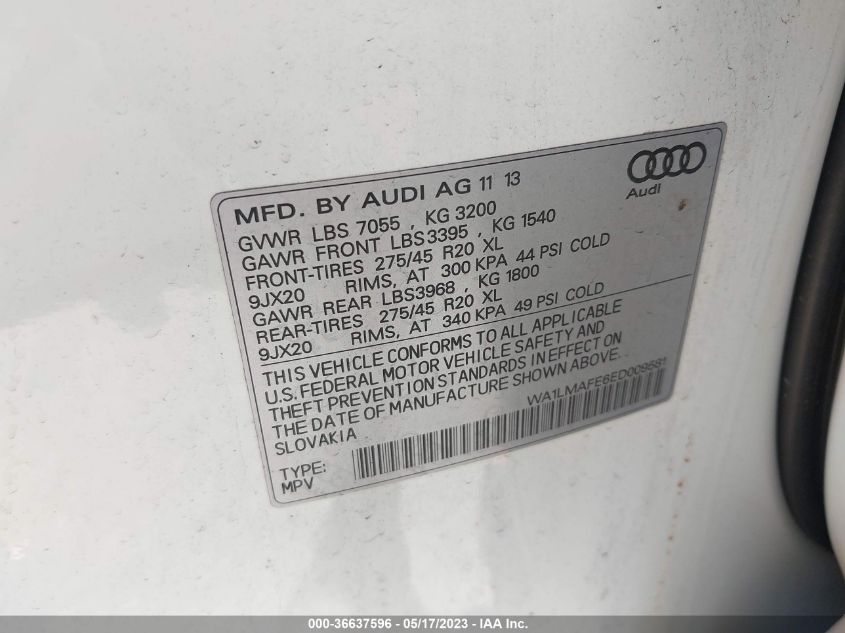 MFD. BY AUDI AG 11 13
Audi
GVWR LBS 7055 , KG 3200
GAWR FRONT LBS3395 , KG 1540
FRONT-TIRES 275/45 R20 XL
9JX20 RIMS, AT 300 KPA 44 PSI COLD
GAWR REAR LBS3968 , KG 1800
REAR-TIRES 275/45 R20 XL
9JX20 RIMS, AT 340 KPA 49 PSI COLD
THIS VEHICLE CONFORMS TO ALL APPLICABLE
U.S. FEDERAL MOTOR VEHICLE SAFETY AND
THEFT PREVENTION STANDARDS IN EFFECT ON
THE DATE OF MANUFACTURE SHOWN ABOVE.
SLOVAKIA
WA1LMAFE6ED009681
TYPE:
MPV
000-36637596 - 05/17/2023 - IAA Inc.